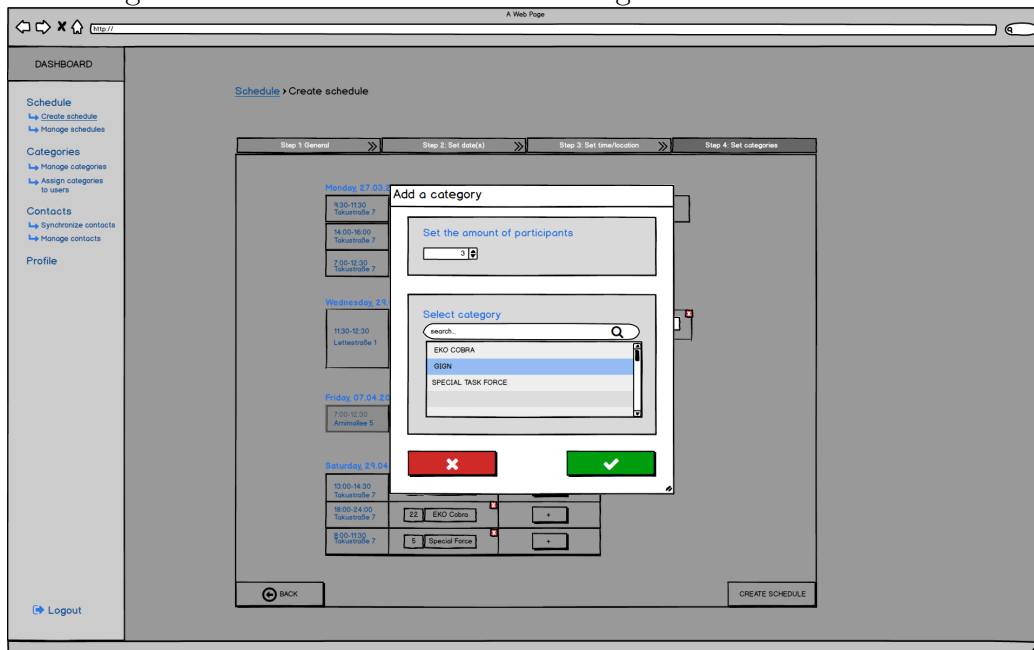 A Web Page
http://
DASHBOARD
Schedule
Create schedule
Manage schedules
Categories
Manage categories
Assign categories
to users
Contacts
Synchronize contacts
Manage contacts
Profile
Logout
Schedule › Create schedule
Step 1: General
Step 2: Set date(s)
Step 3: Set time/location
Step 4: Set categories
Monday, 27.03.2
9:30-11:30
Takustraße 7
14:00-16:00
Takustraße 7
7:00-12:30
Takustraße 7
Wednesday, 29.
11:30-12:30
Lettestraße 1
Friday, 07.04.20
7:00-12:30
Arnimallee 5
Saturday, 29.04
13:00-14:30
Takustraße 7
18:00-24:00
Takustraße 7
22 EKO Cobra
+
8:00-11:30
Takustraße 7
5 Special Force
+
Add a category
Set the amount of participants
3
Select category
search...
EKO COBRA
GIGN
SPECIAL TASK FORCE
BACK
CREATE SCHEDULE